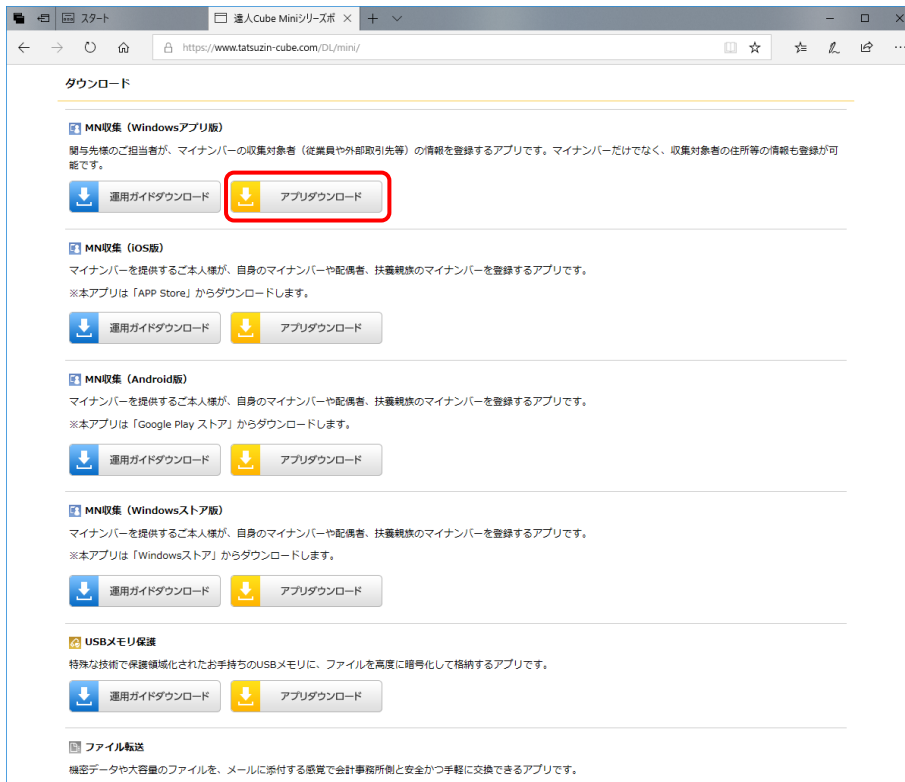 スタート
達人Cube Miniシリーズポ
https://www.tatsuzin-cube.com/DL/mini/
ダウンロード
MN収集（Windowsアプリ版）
関与先様のご担当者が、マイナンバーの収集対象者（従業員や外部取引先等）の情報を登録するアプリです。マイナンバーだけでなく、収集対象者の住所等の情報も登録が可
能です。
運用ガイドダウンロード アプリダウンロード
MN収集（iOS版）
マイナンバーを提供するご本人様が、自身のマイナンバーや配偶者、扶養親族のマイナンバーを登録するアプリです。
※本アプリは「APP Store」からダウンロードします。
運用ガイドダウンロード アプリダウンロード
MN収集（Android版）
マイナンバーを提供するご本人様が、自身のマイナンバーや配偶者、扶養親族のマイナンバーを登録するアプリです。
※本アプリは「Google Play ストア」からダウンロードします。
運用ガイドダウンロード アプリダウンロード
MN収集（Windowsストア版）
マイナンバーを提供するご本人様が、自身のマイナンバーや配偶者、扶養親族のマイナンバーを登録するアプリです。
※本アプリは「Windowsストア」からダウンロードします。
運用ガイドダウンロード アプリダウンロード
USBメモリ保護
特殊な技術で保護領域化されたお手持ちのUSBメモリに、ファイルを高度に暗号化して格納するアプリです。
運用ガイドダウンロード アプリダウンロード
ファイル転送
機密データや大容量のファイルを、メールに添付する感覚で会計事務所側と安全かつ手軽に交換できるアプリです。